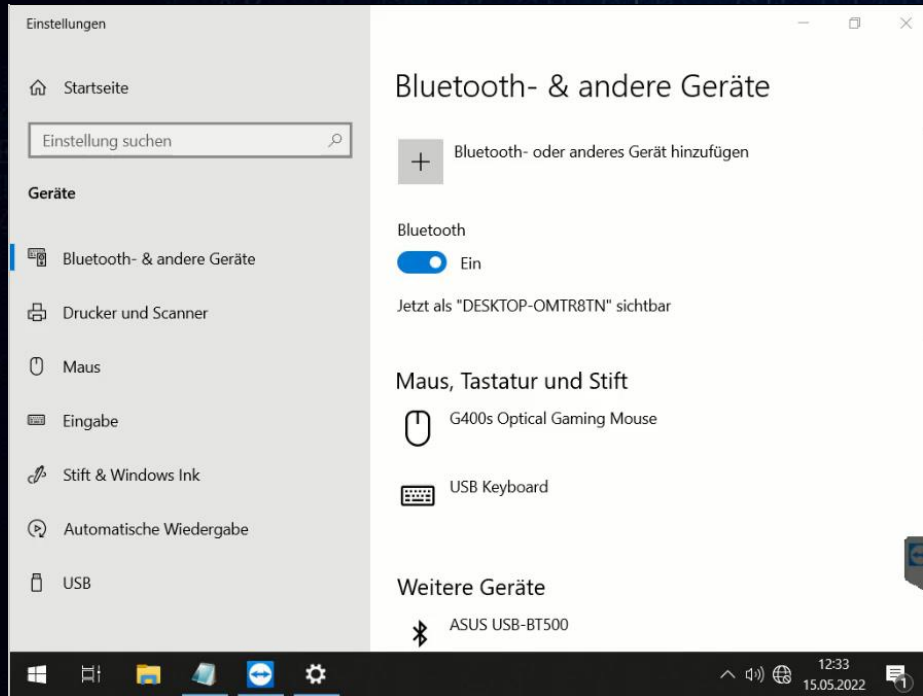 Einstellungen
Startseite
Einstellung suchen
Geräte
Bluetooth- & andere Geräte
Drucker und Scanner
Maus
Eingabe
Stift & Windows Ink
Automatische Wiedergabe
USB
Bluetooth- & andere Geräte
Bluetooth- oder anderes Gerät hinzufügen
Bluetooth
Ein
Jetzt als "DESKTOP-OMTR8TN" sichtbar
Maus, Tastatur und Stift
G400s Optical Gaming Mouse
USB Keyboard
Weitere Geräte
ASUS USB-BT500
12:33
15.05.2022
1